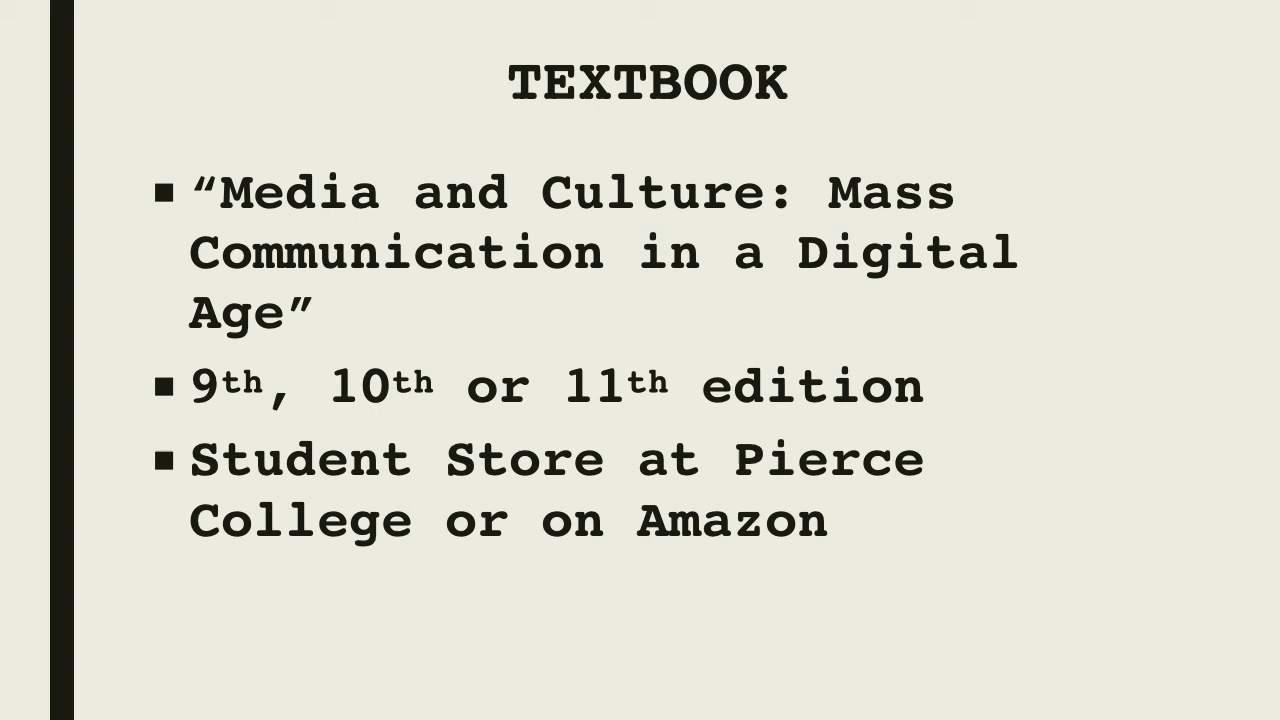 TEXTBOOK
▪ “Media and Culture: Mass
Communication in a Digital
Age”
▪ 9th, 10th or 11th edition
▪ Student Store at Pierce
College or on Amazon